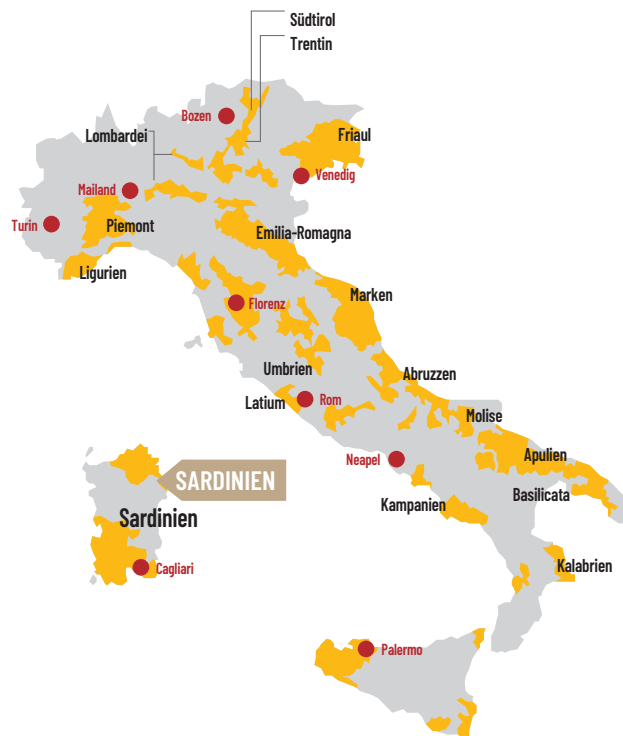 Südtirol
Trentin
Bozen
Lombardei
Friaul
Venedig
Mailand
Turin
Piemont
Emilia-Romagna
Ligurien
Marken
Florenz
Umbrien
Abruzzen
Latium
Rom
Molise
Neapel
Apulien
SARDINIEN
Basilicata
Kampanien
Sardinien
Cagliari
Kalabrien
Palermo